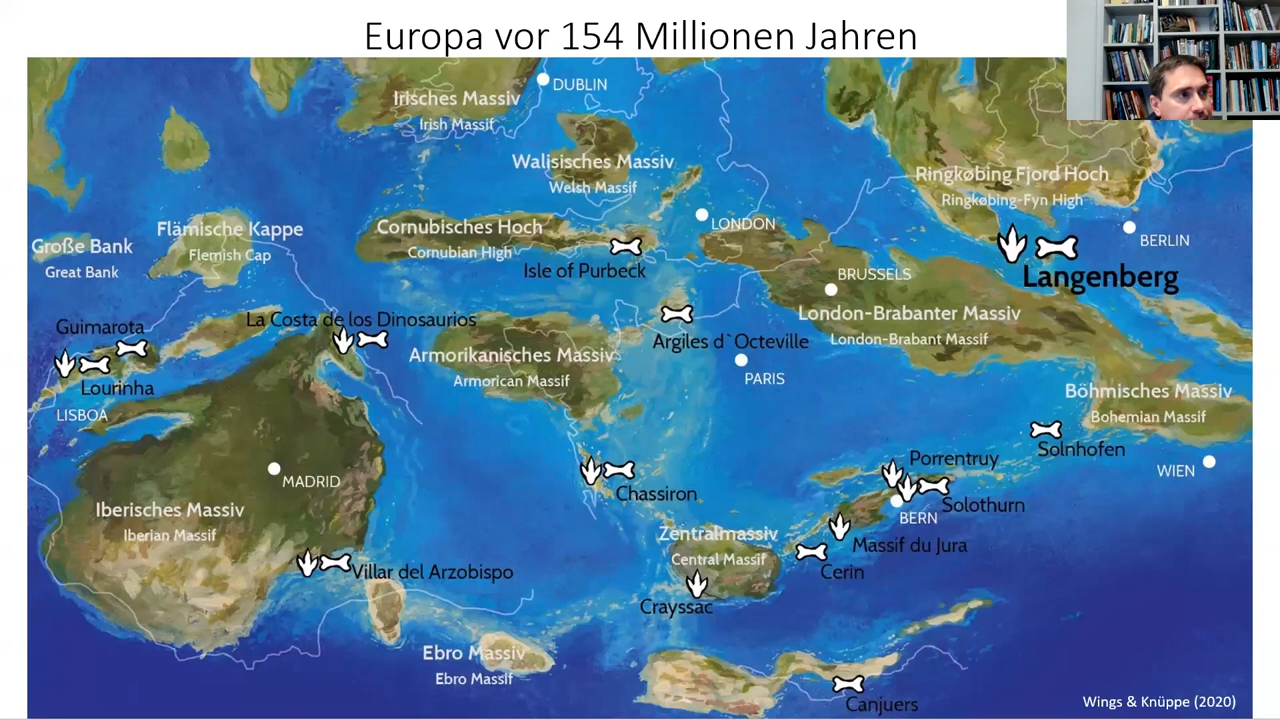 Europa vor 154 Millionen Jahren
DUBLIN
Irisches Massiv
Irish Massif
Walisisches Massiv
Welsh Massif
Ringkøbing Fjord Hoch
Ringkøbing-Fyn High
Flämische Kappe
Flemish Cap
Cornubisches Hoch
Cornubian High
LONDON
BERLIN
Große Bank
Great Bank
Isle of Purbeck
BRUSSELS
Langenberg
Guimarota
La Costa de los Dinosaurios
London-Brabanter Massiv
London-Brabant Massif
Argiles d`Octeville
Armorikanisches Massiv
Armorican Massif
PARIS
Lourinha
LISBOA
Böhmisches Massiv
Bohemian Massif
Solnhofen
Porrentruy
WIEN
MADRID
Chassiron
Solothurn
BERN
Iberisches Massiv
Iberian Massif
Zentralmassiv
Central Massif
Massif du Jura
Cerin
Villar del Arzobispo
Crayssac
Ebro Massiv
Ebro Massif
Canjuers
Wings & Knüppe (2020)